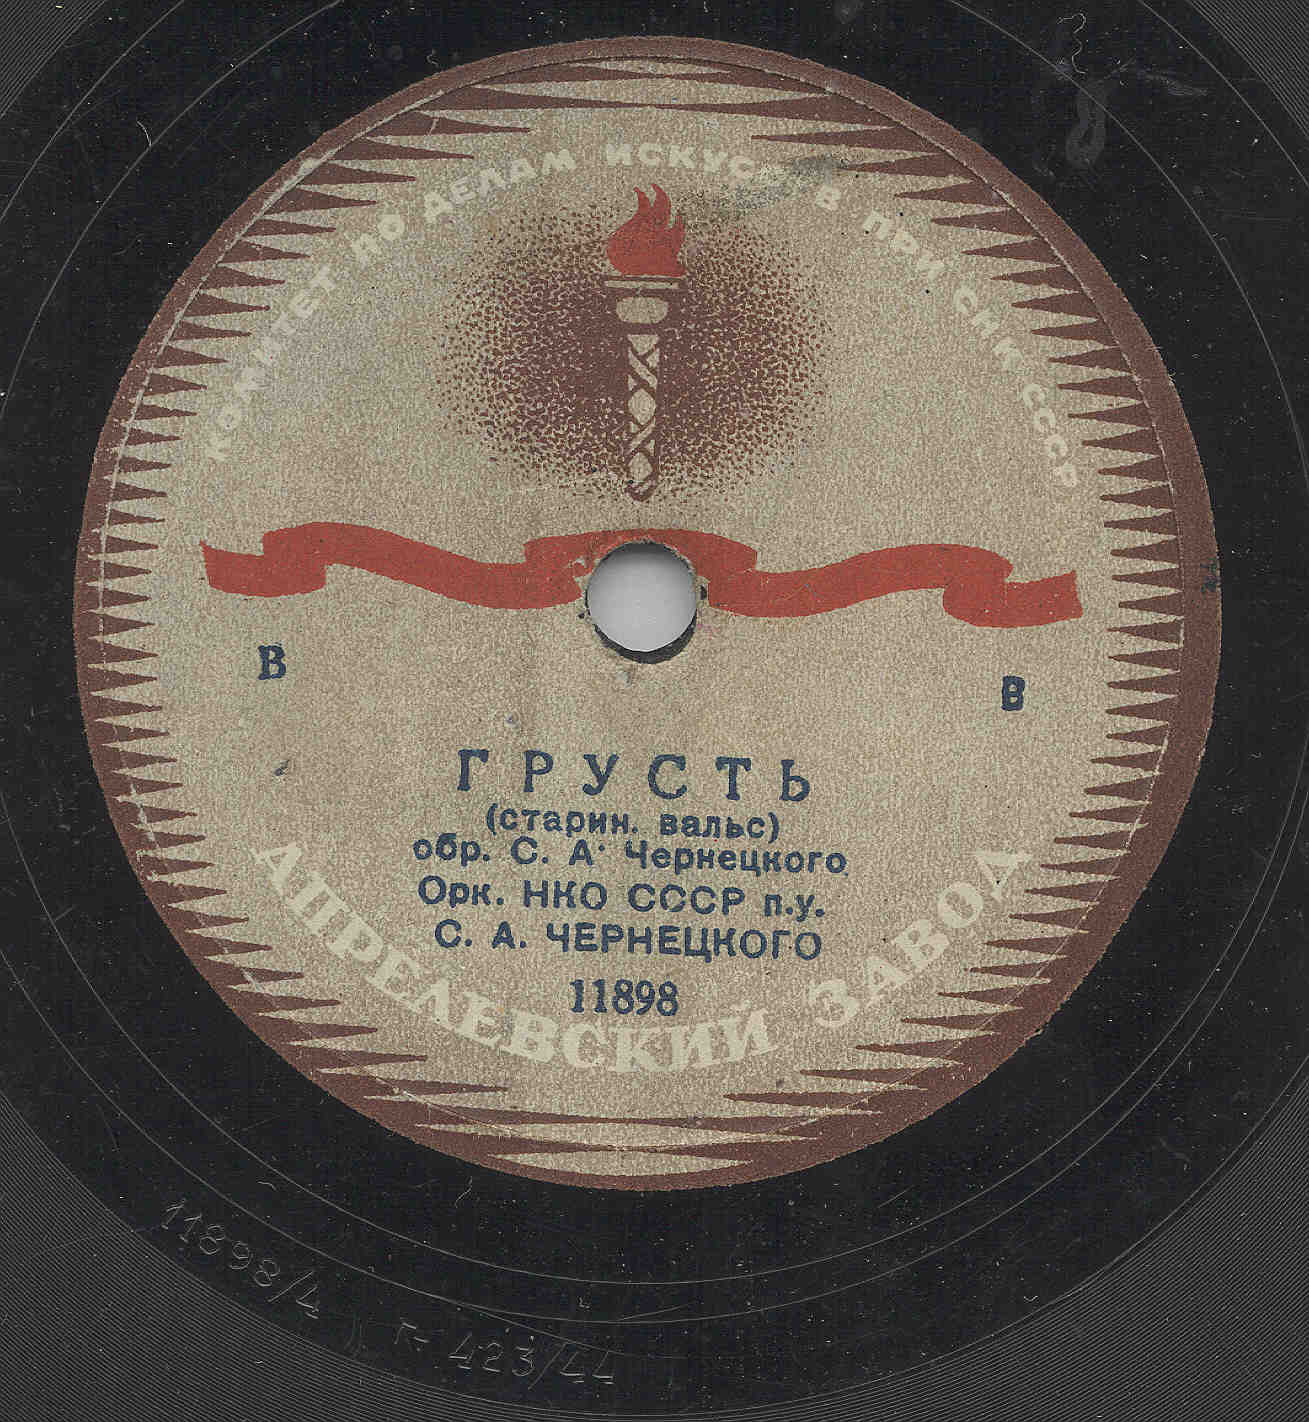 КОМИТЕТ ПО ДЕЛАМ ИСКУССТВ ПРИ СНК СССР
В
В
ГРУСТЬ
(старин. вальс)
обр. С. А. Чернецкого
Орк. НКО СССР п.у.
С. А. ЧЕРНЕЦКОГО
11898
АПРЕЛЕВСКИЙ ЗАВОД
11898/4
г- 423/44